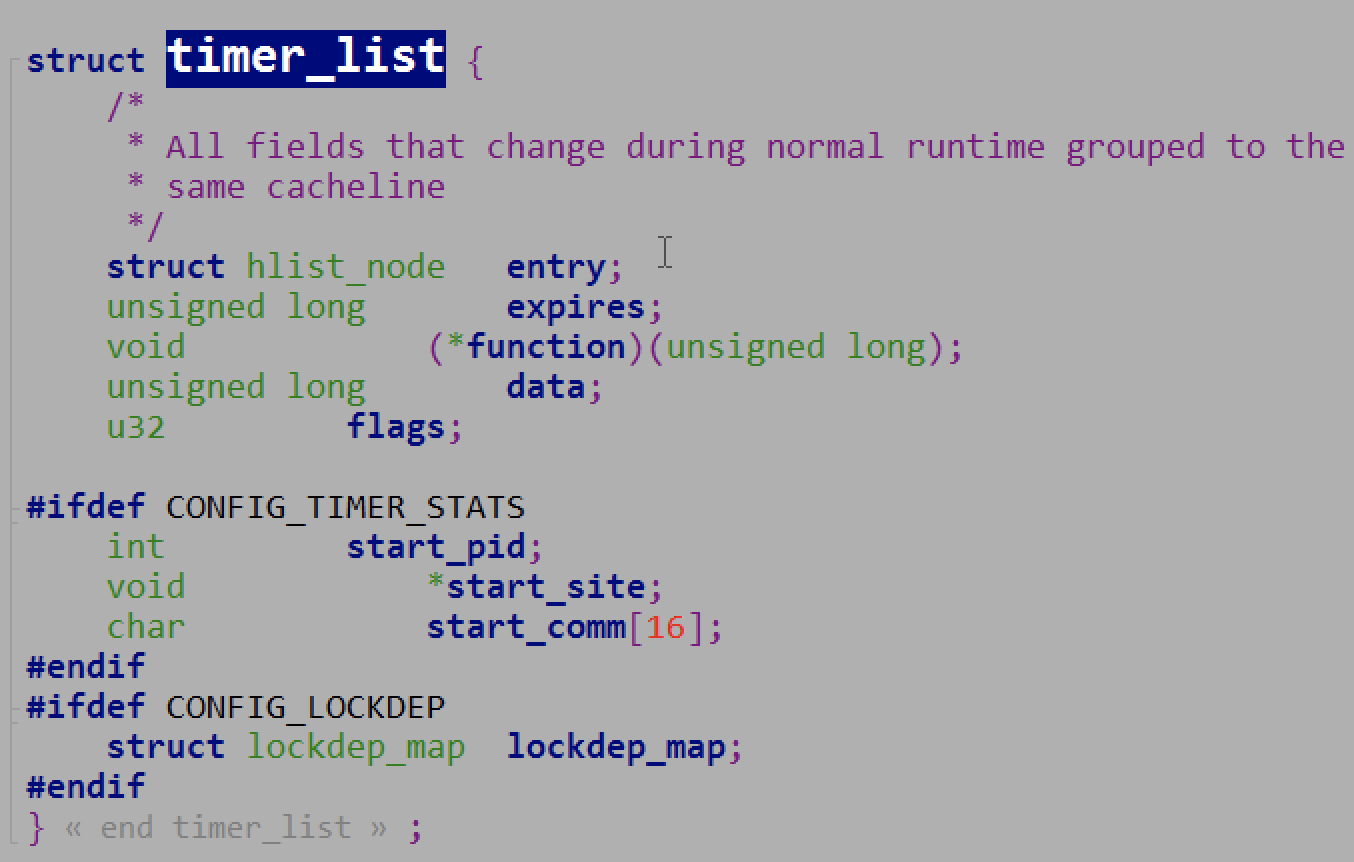 struct timer_list {
/*
* All fields that change during normal runtime grouped to the
* same cacheline
*/
struct hlist_node entry;
unsigned long expires;
void (*function)(unsigned long);
unsigned long data;
u32 flags;
#ifdef CONFIG_TIMER_STATS
int start_pid;
void *start_site;
char start_comm[16];
#endif
#ifdef CONFIG_LOCKDEP
struct lockdep_map lockdep_map;
#endif
} « end timer_list » ;